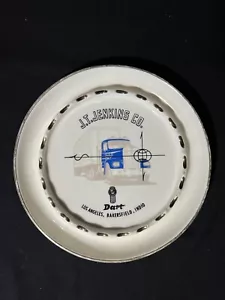 J.T. JENKINS CO.
Dart
LOS ANGELES, BAKERSFIELD, INDIO